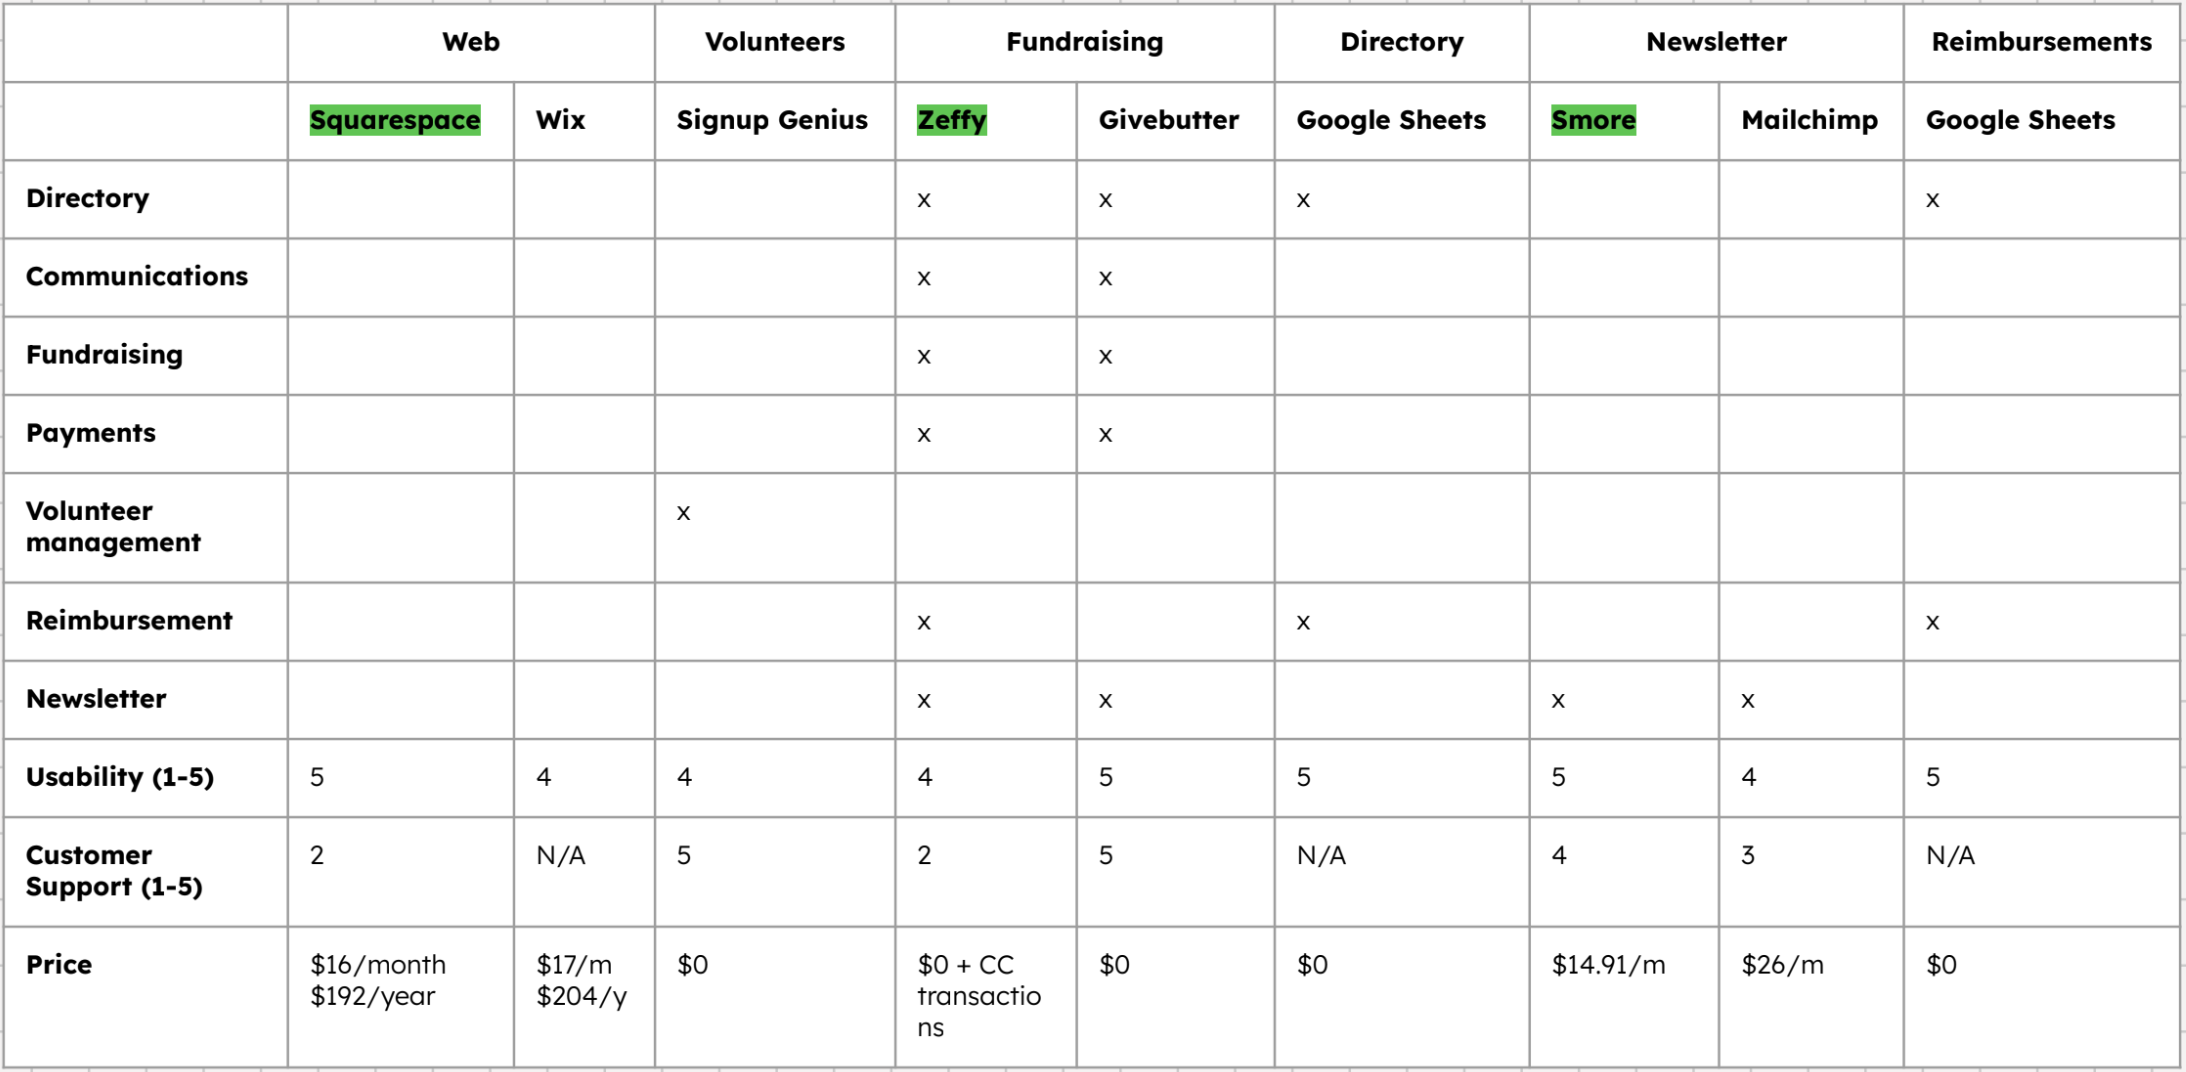 Web Volunteers Fundraising Directory Newsletter Reimbursements
Squarespace Wix Signup Genius Zeffy Givebutter Google Sheets Smore Mailchimp Google Sheets
Directory x x x x
Communications x x
Fundraising x x
Payments x x
Volunteer x
management
Reimbursement x x x
Newsletter x x x x
Usability (1-5) 5 4 4 4 5 5 5 4 5
Customer 2 N/A 5 2 5 N/A 4 3 N/A
Support (1-5)
Price $16/month $17/m $0 $0 + CC $0 $0 $14.91/m $26/m $0
$192/year $204/y transactio
ns